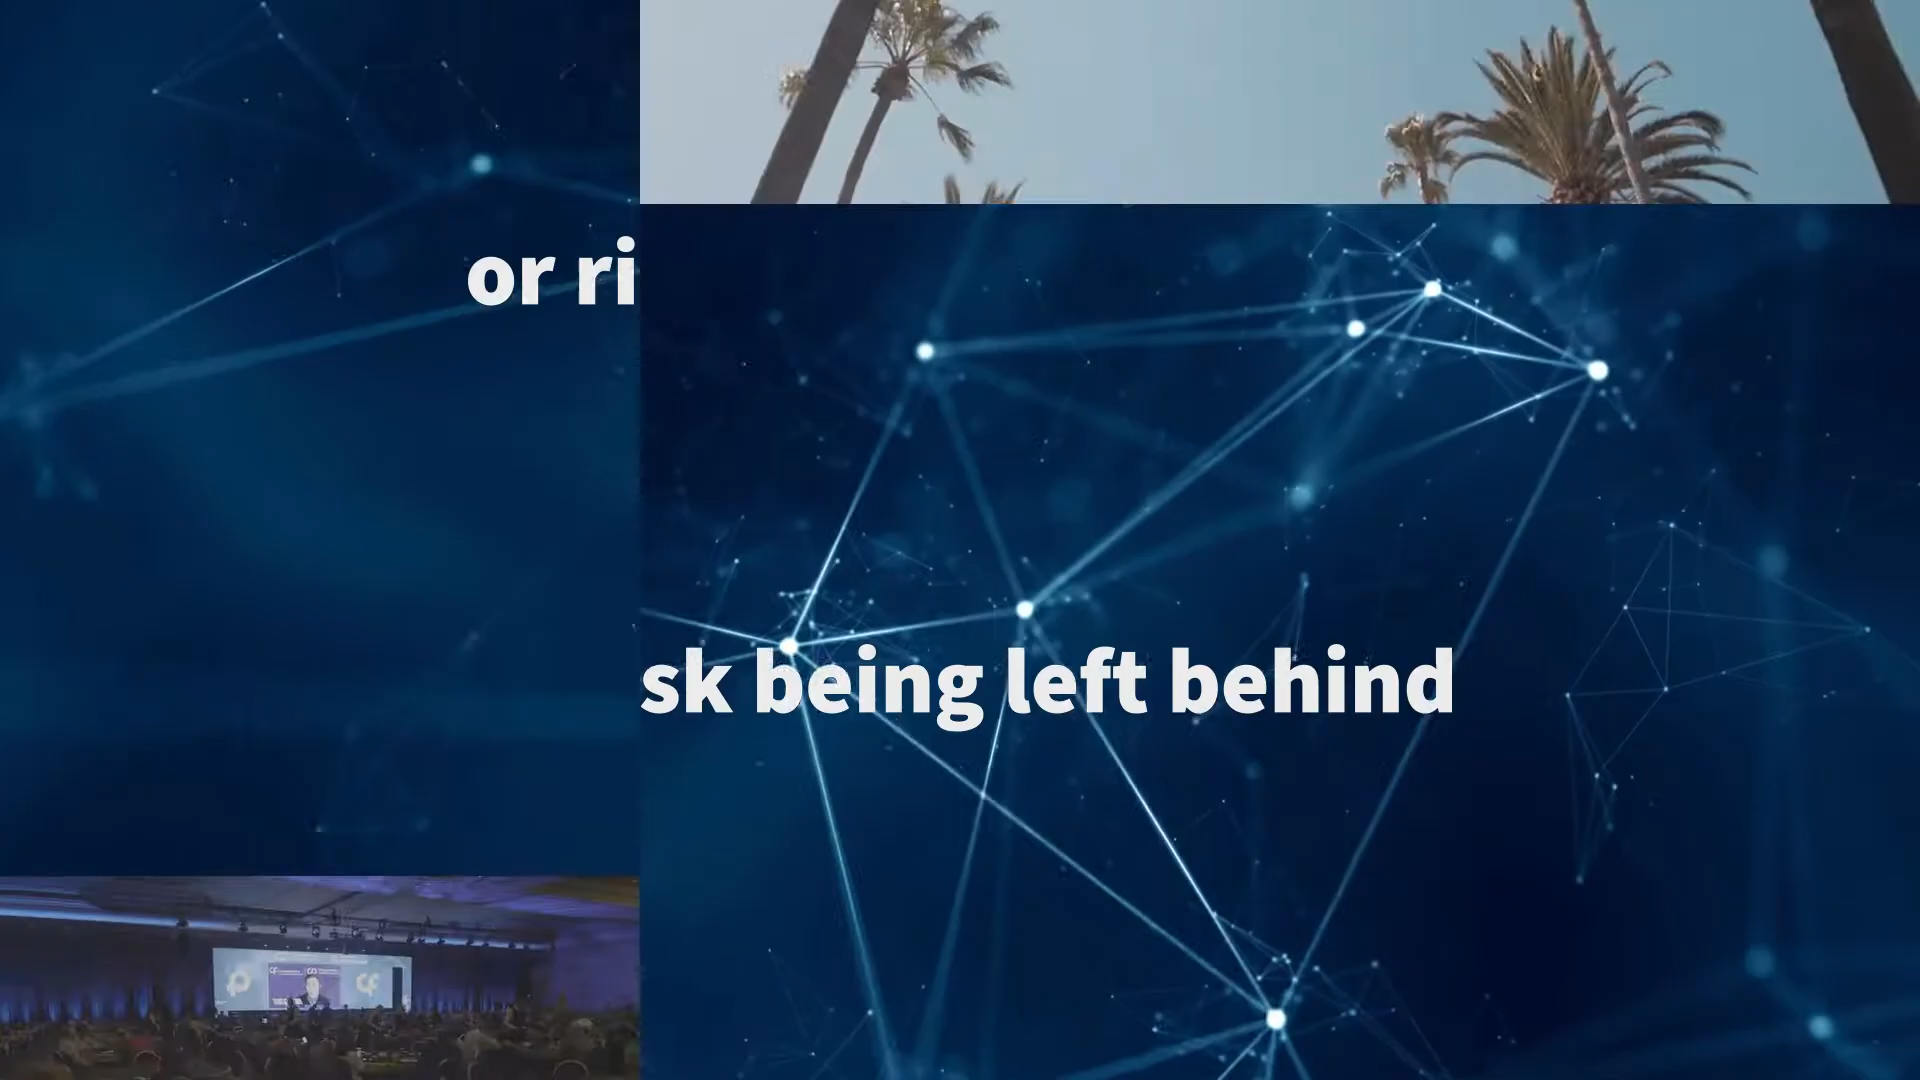 or ri
sk being left behind